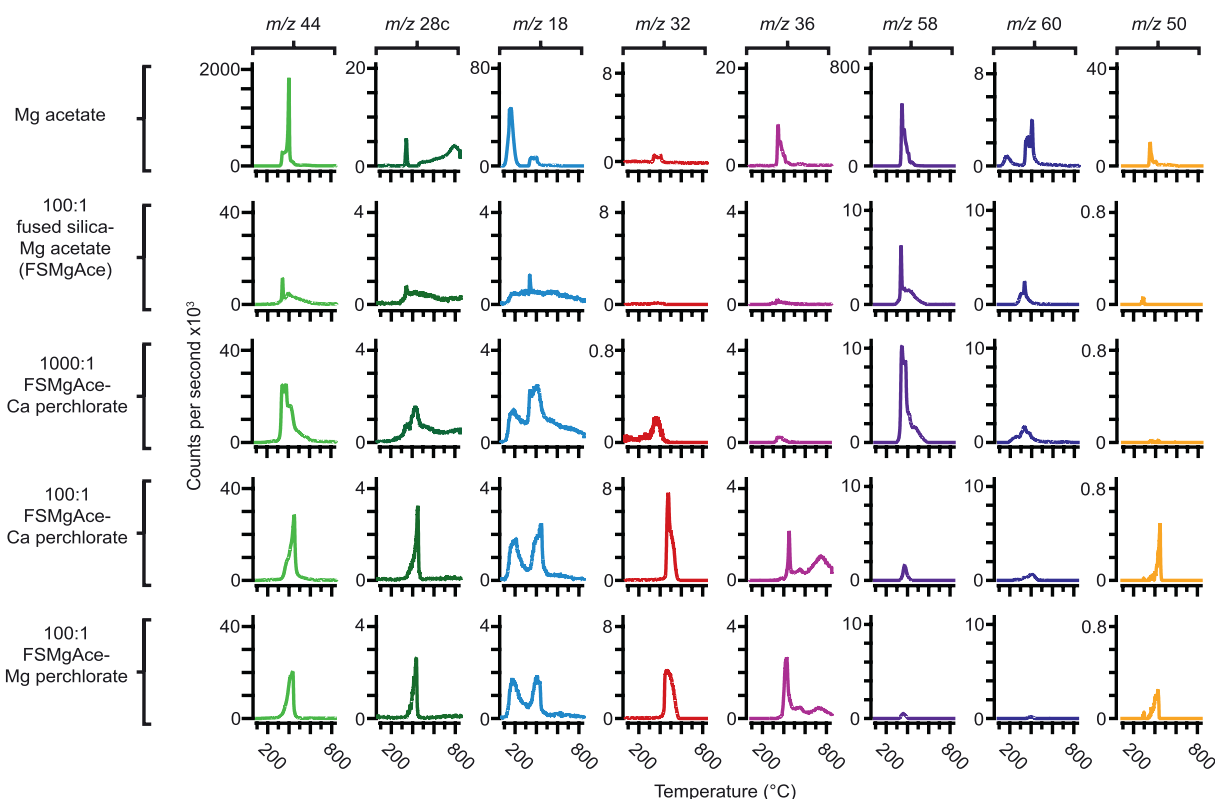 m/z 44 m/z 28c m/z 18 m/z 32 m/z 36 m/z 58 m/z 60 m/z 50
Mg acetate
2000 20 80 8 20 800 8 40
0 0 0 0 0 0 0 0
100:1
fused silica-
Mg acetate
(FSMgAce)
40 4 4 8 4 10 10 0.8
0 0 0 0 0 0 0 0
1000:1
FSMgAce-
Ca perchlorate
40 4 4 0.8 4 10 10 0.8
0 0 0 0 0 0 0 0
100:1
FSMgAce-
Ca perchlorate
40 4 4 8 4 10 10 0.8
0 0 0 0 0 0 0 0
100:1
FSMgAce-
Mg perchlorate
40 4 4 8 4 10 10 0.8
0 0 0 0 0 0 0 0
200 800 200 800 200 800 200 800 200 800 200 800 200 800 200 800
Counts per second x10³
Temperature (°C)